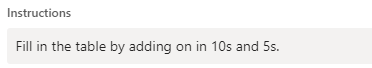 Instructions
Fill in the table by adding on in 10s and 5s.